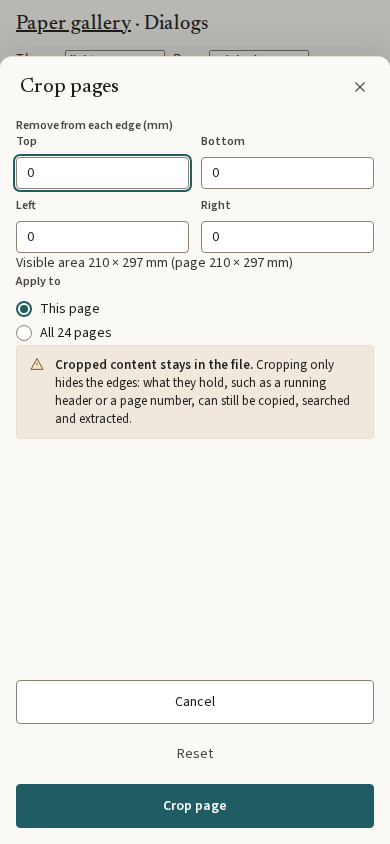 Paper gallery · Dialogs
Crop pages
Remove from each edge (mm)
Top
Bottom
0
0
Left
Right
0
0
Visible area 210 × 297 mm (page 210 × 297 mm)
Apply to
This page
All 24 pages
Cropped content stays in the file. Cropping only
hides the edges: what they hold, such as a running
header or a page number, can still be copied, searched
and extracted.
Cancel
Reset
Crop page